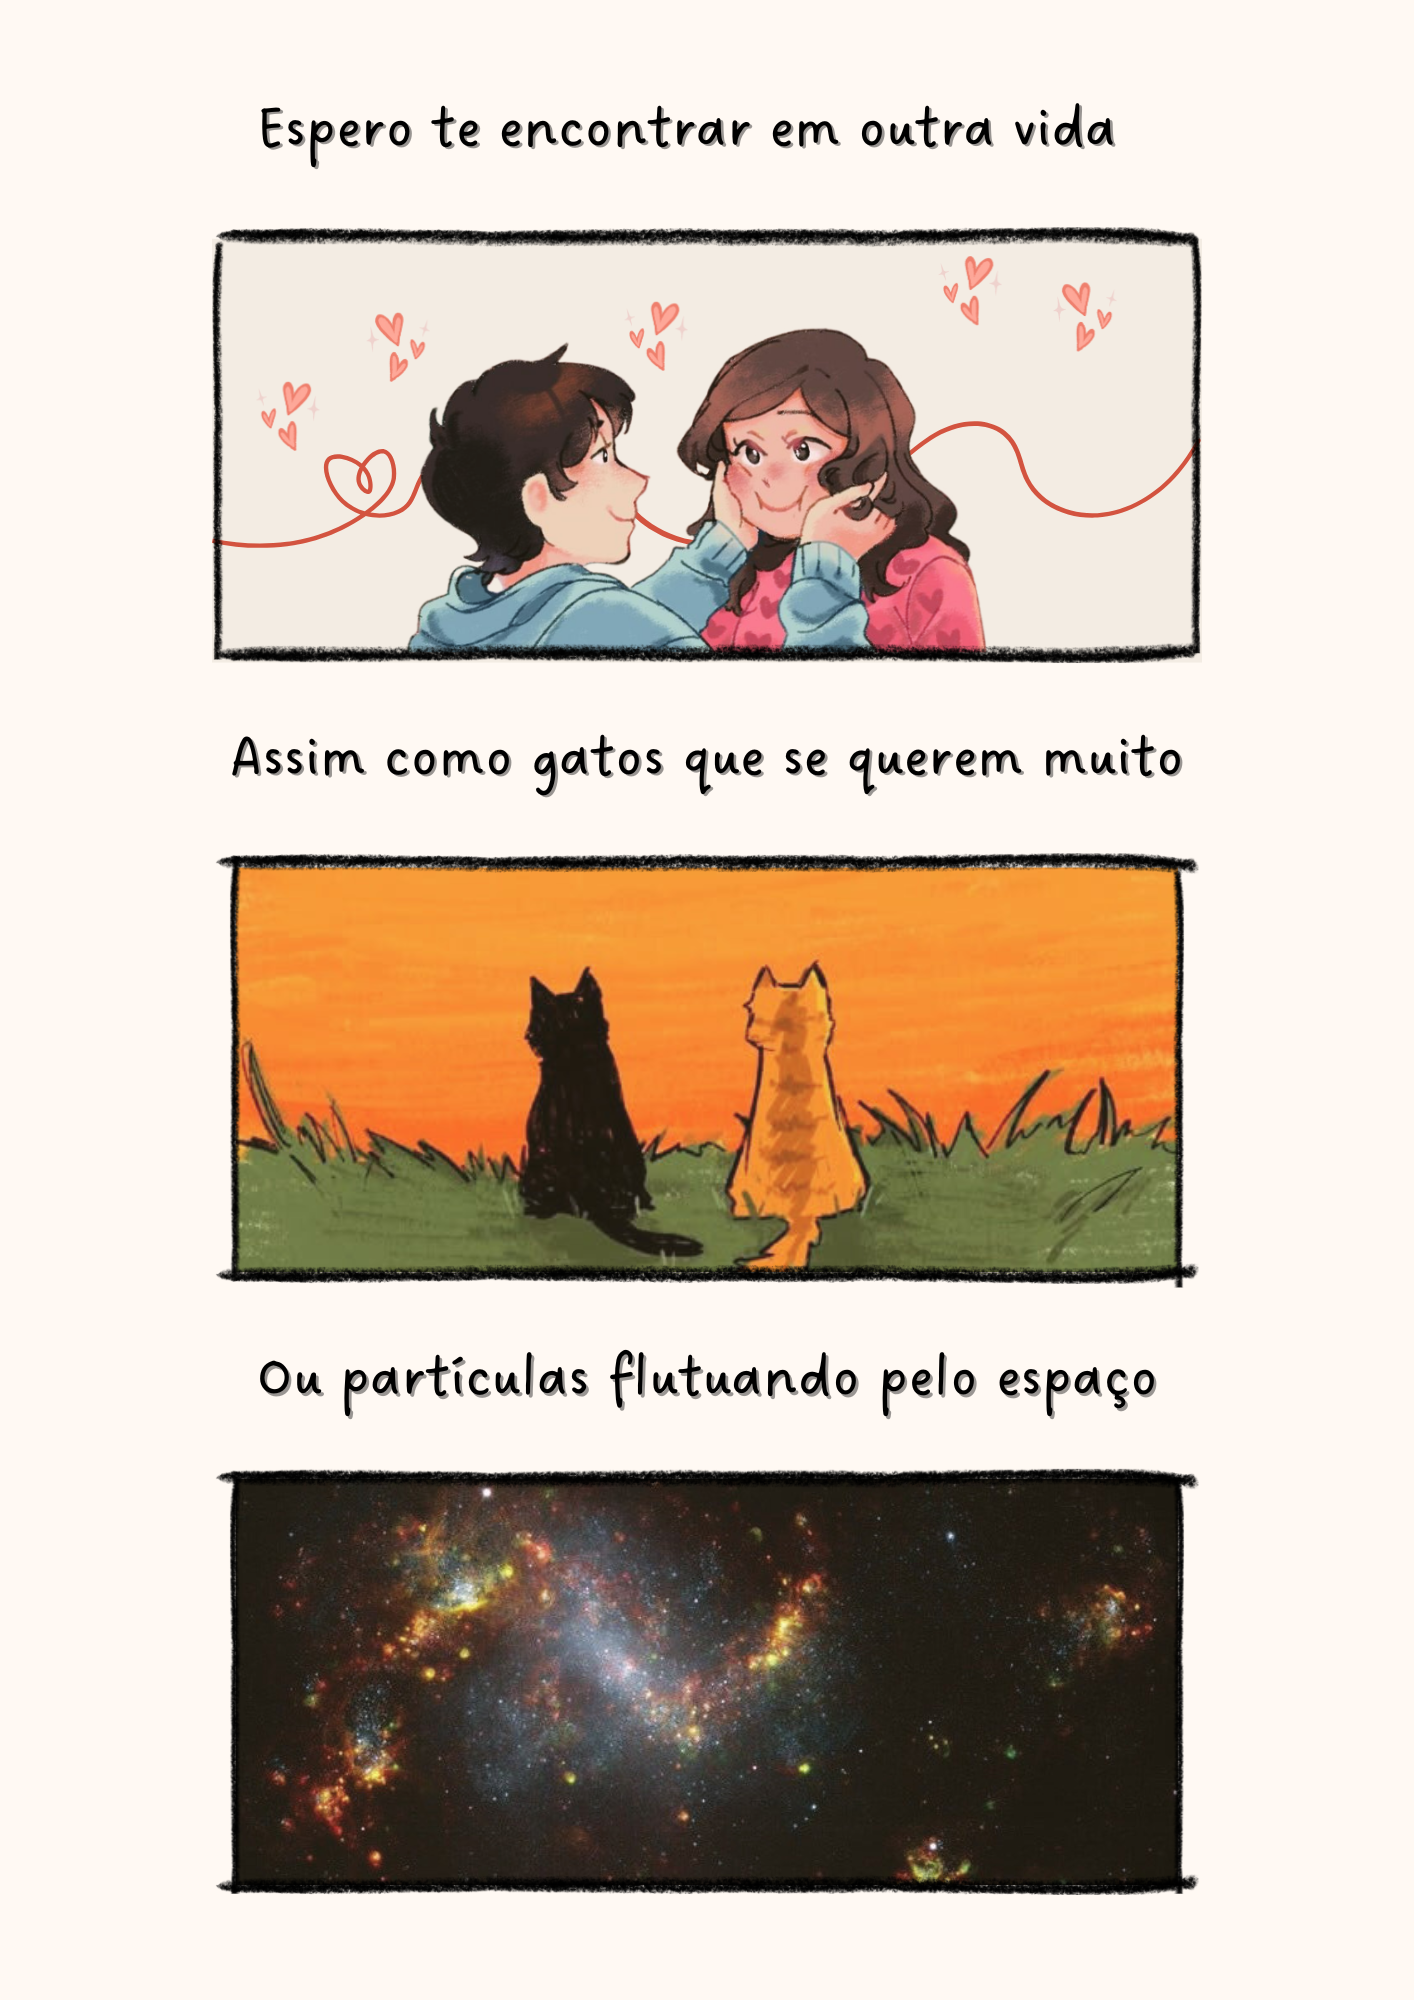 Espero te encontrar em outra vida
Assim como gatos que se querem muito
Ou partículas flutuando pelo espaço